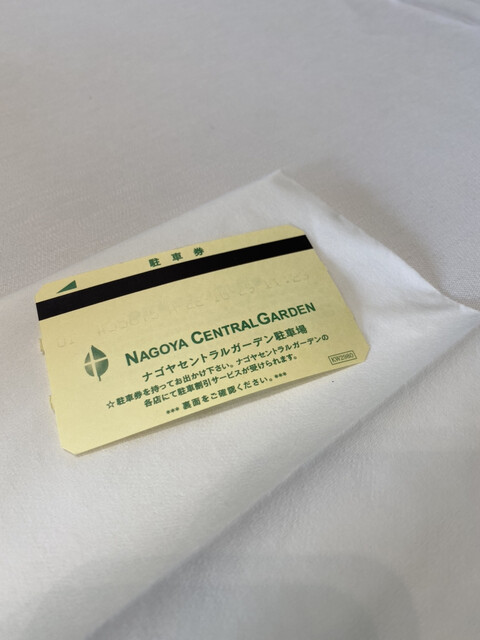 駐車券
NAGOYA CENTRAL GARDEN
ナゴヤセントラルガーデン駐車場
☆駐車券を持ってお出かけ下さい。ナゴヤセントラルガーデンの
各店にて駐車割引サービスが受けられます。
*** 裏面をご確認ください。***